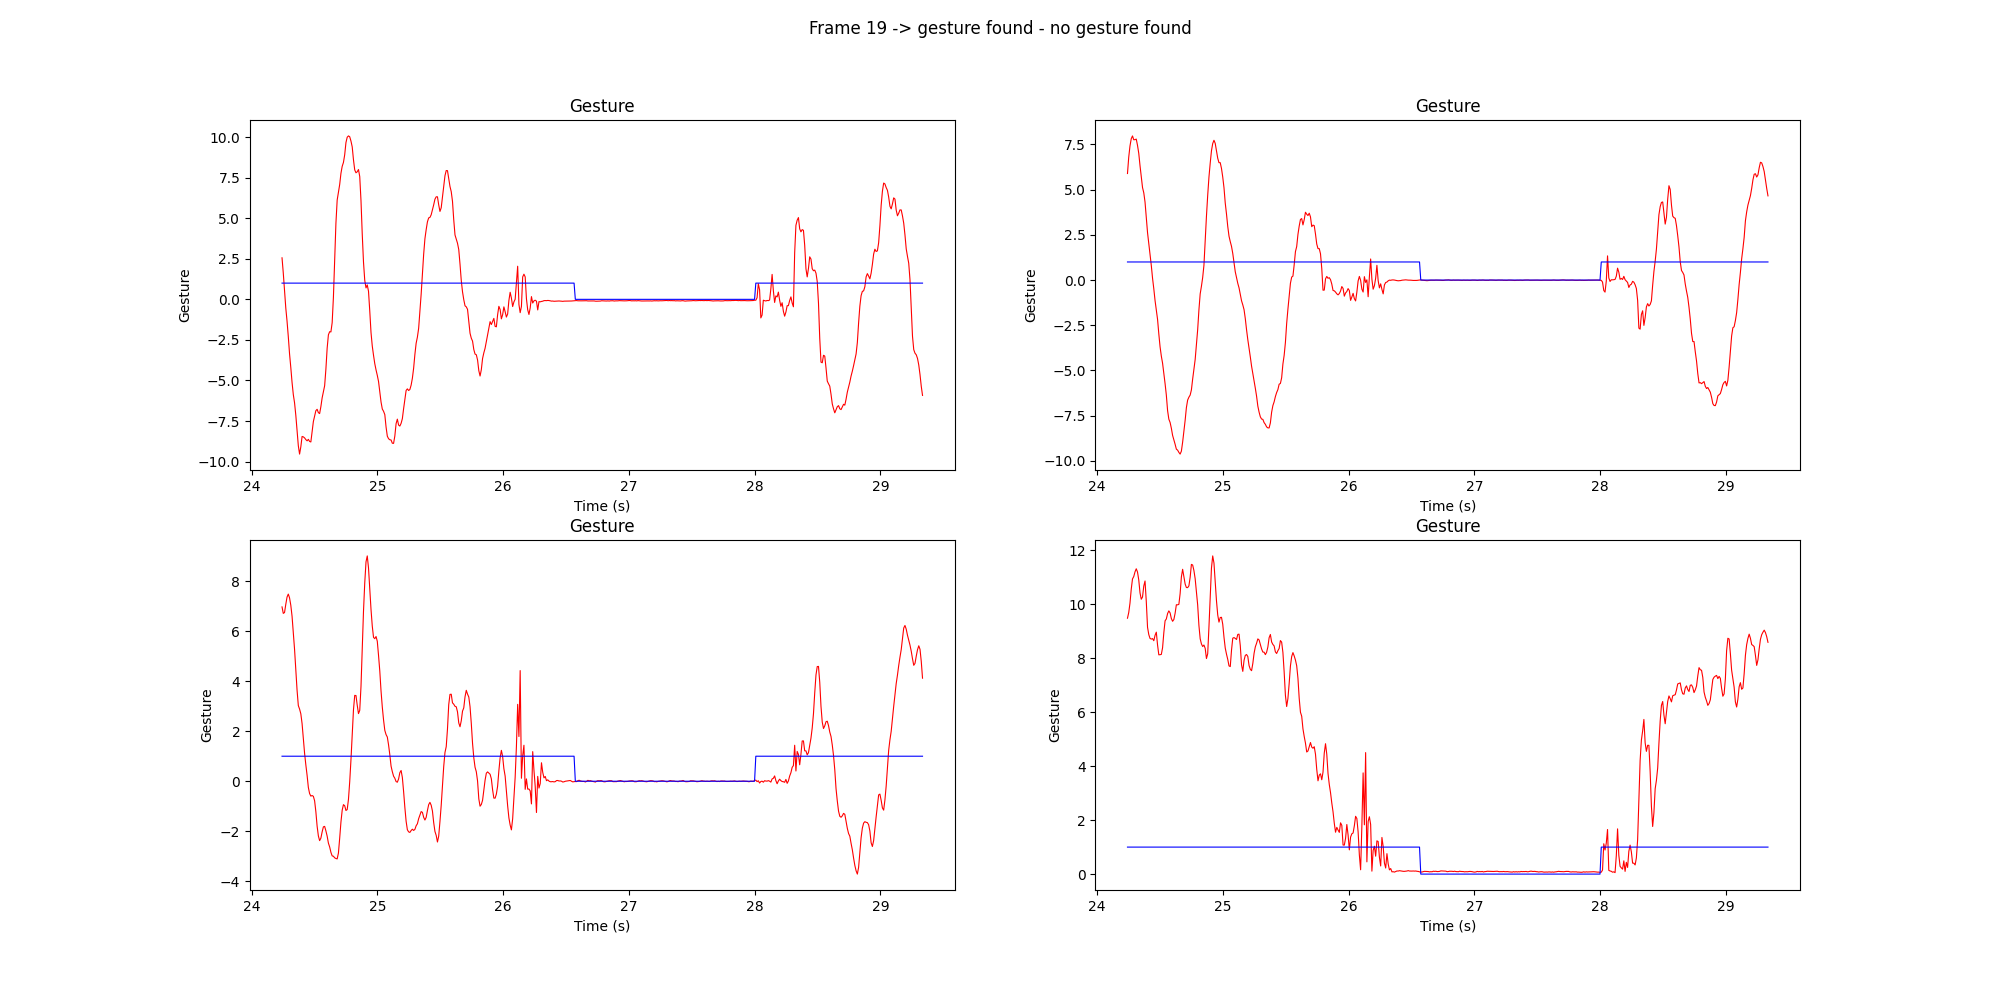 Frame 19 -> gesture found - no gesture found
Gesture
10.0
7.5
5.0
2.5
0.0
−2.5
−5.0
−7.5
−10.0
Gesture
24 25 26 27 28 29
Time (s)
Gesture
7.5
5.0
2.5
0.0
−2.5
−5.0
−7.5
−10.0
Gesture
24 25 26 27 28 29
Time (s)
Gesture
8
6
4
2
0
−2
−4
Gesture
24 25 26 27 28 29
Time (s)
Gesture
12
10
8
6
4
2
0
Gesture
24 25 26 27 28 29
Time (s)